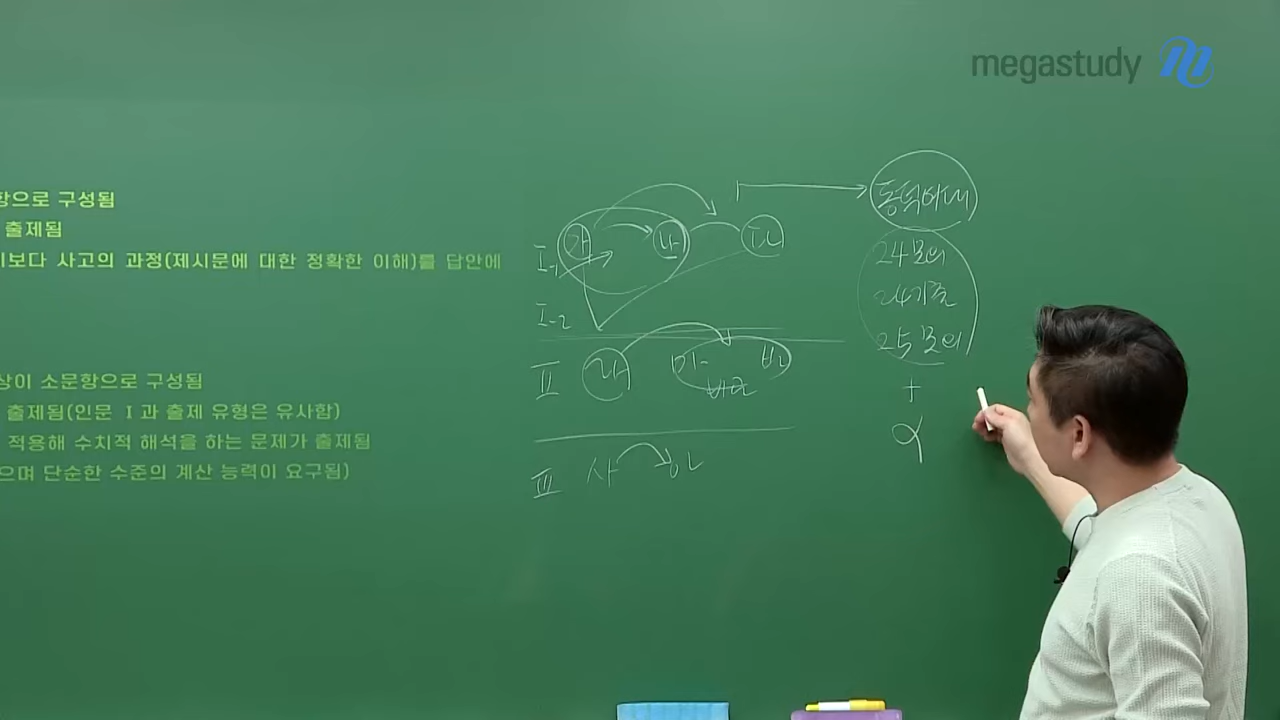 megastudy
항으로 구성됨
출제됨
보다 사고의 과정(제시문에 대한 정확한 이해)를 답안에
상이 소문항으로 구성됨
출제됨(인문 Ⅰ과 출제 유형은 유사함)
적용해 수치적 해석을 하는 문제가 출제됨
으며 단순한 수준의 계산 능력이 요구됨)
Ⅰ-1 가 나 다
Ⅰ-2
Ⅱ 라 마 바
Ⅲ 사 아
동덕여대
24모의
24기출
25모의
+
α